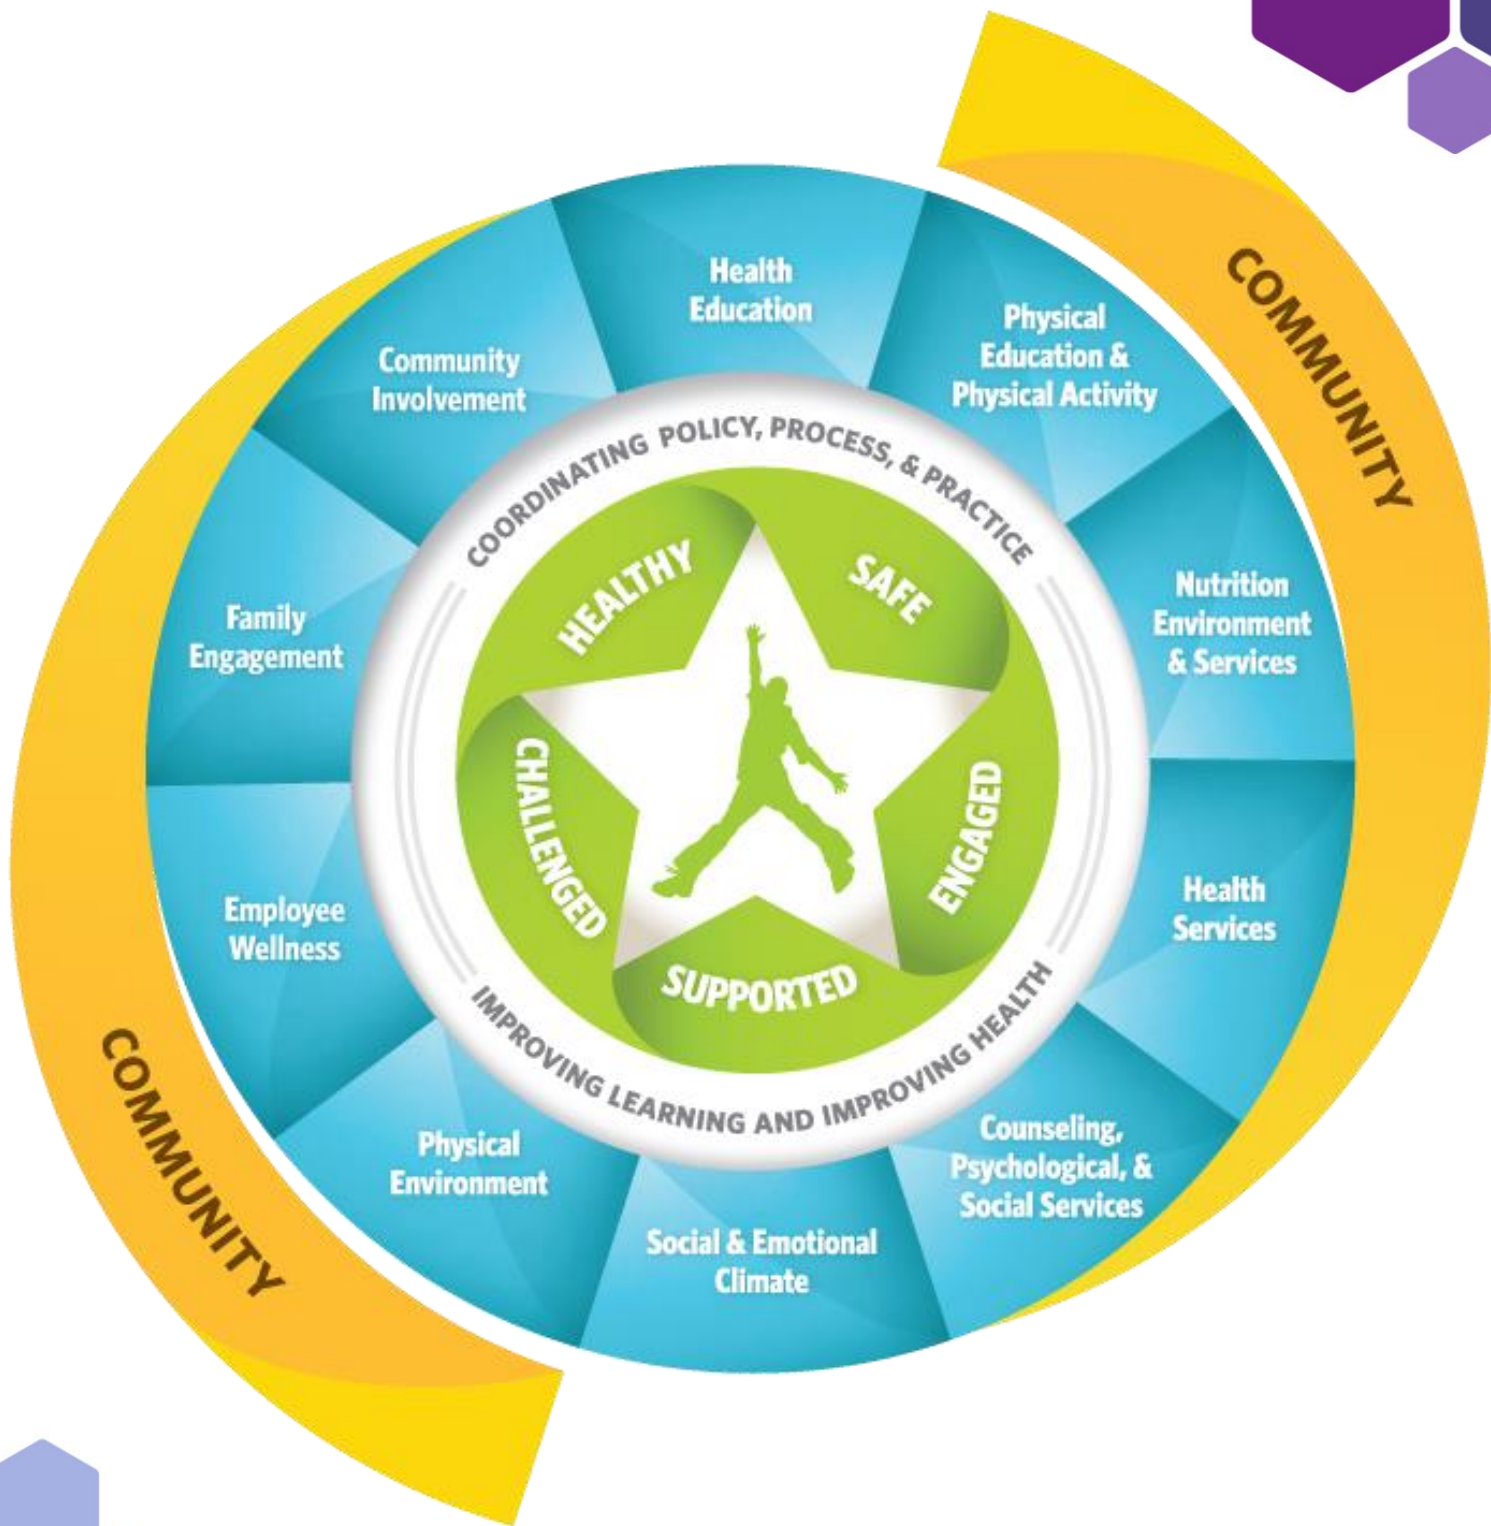 COMMUNITY
Health
Education
Physical
Education &
Physical Activity
Nutrition
Environment
& Services
Health
Services
Counseling,
Psychological, &
Social Services
Social & Emotional
Climate
Physical
Environment
Employee
Wellness
Family
Engagement
Community
Involvement
COORDINATING POLICY, PROCESS, & PRACTICE
IMPROVING LEARNING AND IMPROVING HEALTH
HEALTHY
SAFE
ENGAGED
SUPPORTED
CHALLENGED
COMMUNITY